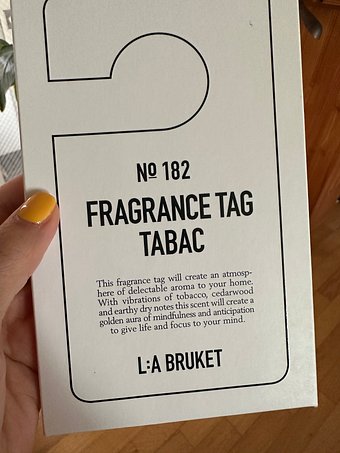 Nº 182
FRAGRANCE TAG
TABAC
This fragrance tag will create an atmosp-
here of delectable aroma to your home.
With vibrations of tobacco, cedarwood
and earthy dry notes this scent will create a
golden aura of mindfulness and anticipation
to give life and focus to your mind.
L:A BRUKET